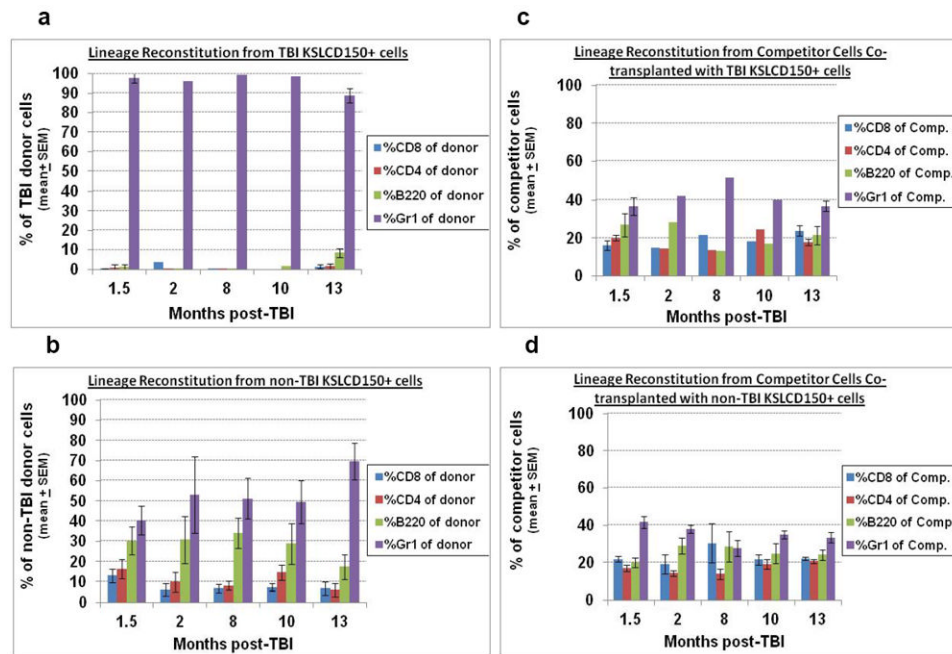 a
Lineage Reconstitution from TBI KSLCD150+ cells
% of TBI donor cells
(mean ± SEM)
100
90
80
70
60
50
40
30
20
10
0
1.5 2 8 10 13
Months post-TBI
%CD8 of donor
%CD4 of donor
%B220 of donor
%Gr1 of donor
c
Lineage Reconstitution from Competitor Cells Co-
transplanted with TBI KSLCD150+ cells
% of competitor cells
(mean ± SEM)
100
80
60
40
20
0
1.5 2 8 10 13
Months post-TBI
%CD8 of Comp.
%CD4 of Comp.
%B220 of Comp.
%Gr1 of Comp.
b
Lineage Reconstitution from non-TBI KSLCD150+ cells
% of non-TBI donor cells
(mean ± SEM)
100
90
80
70
60
50
40
30
20
10
0
1.5 2 8 10 13
Months post-TBI
%CD8 of donor
%CD4 of donor
%B220 of donor
%Gr1 of donor
d
Lineage Reconstitution from Competitor Cells Co-
transplanted with non-TBI KSLCD150+ cells
% of competitor cells
(mean ± SEM)
100
80
60
40
20
0
1.5 2 8 10 13
Months post-TBI
%CD8 of Comp.
%CD4 of Comp.
%B220 of Comp
%Gr1 of Comp.